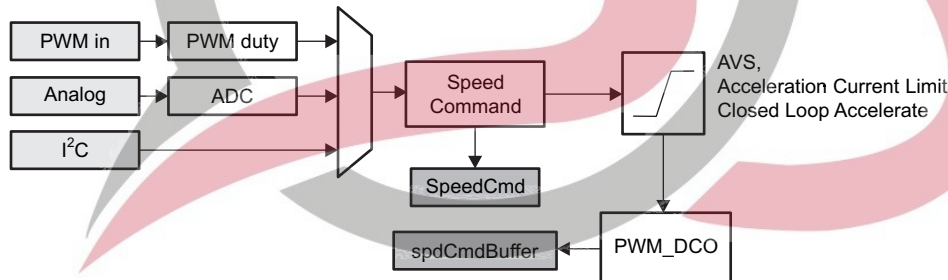 PWM in
PWM duty
Analog
ADC
I²C
Speed
Command
SpeedCmd
AVS,
Acceleration Current Limit
Closed Loop Accelerate
spdCmdBuffer
PWM_DCO